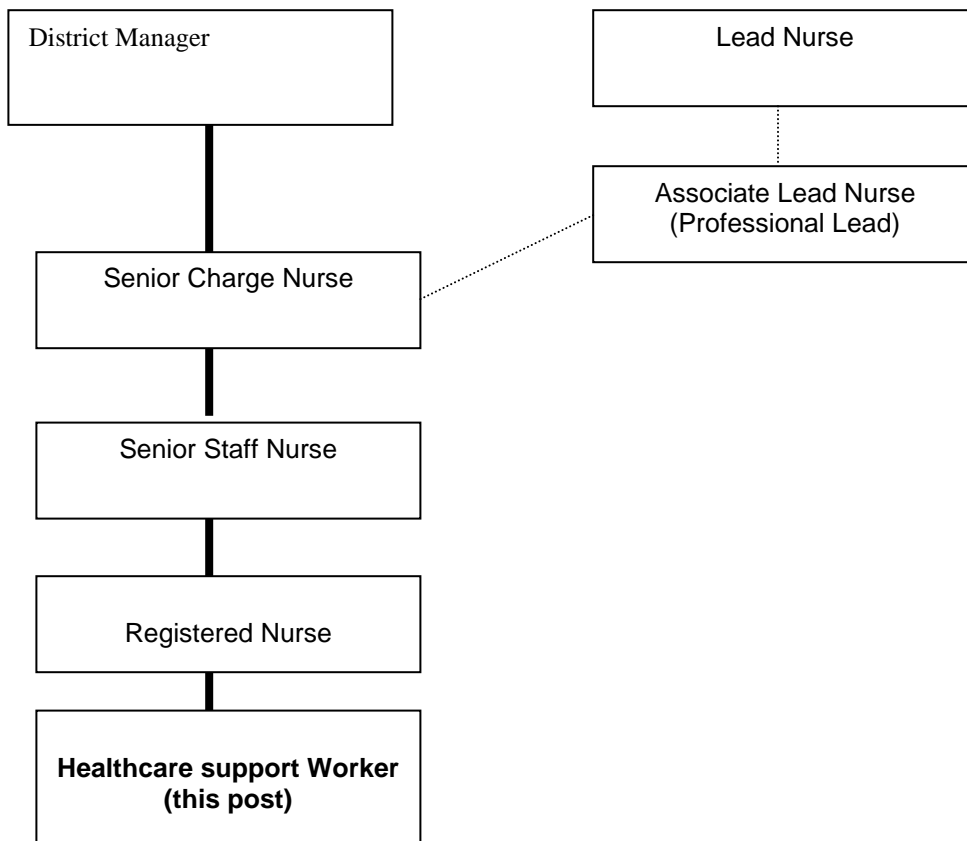 District Manager
Lead Nurse
Associate Lead Nurse
(Professional Lead)
Senior Charge Nurse
Senior Staff Nurse
Registered Nurse
Healthcare support Worker
(this post)